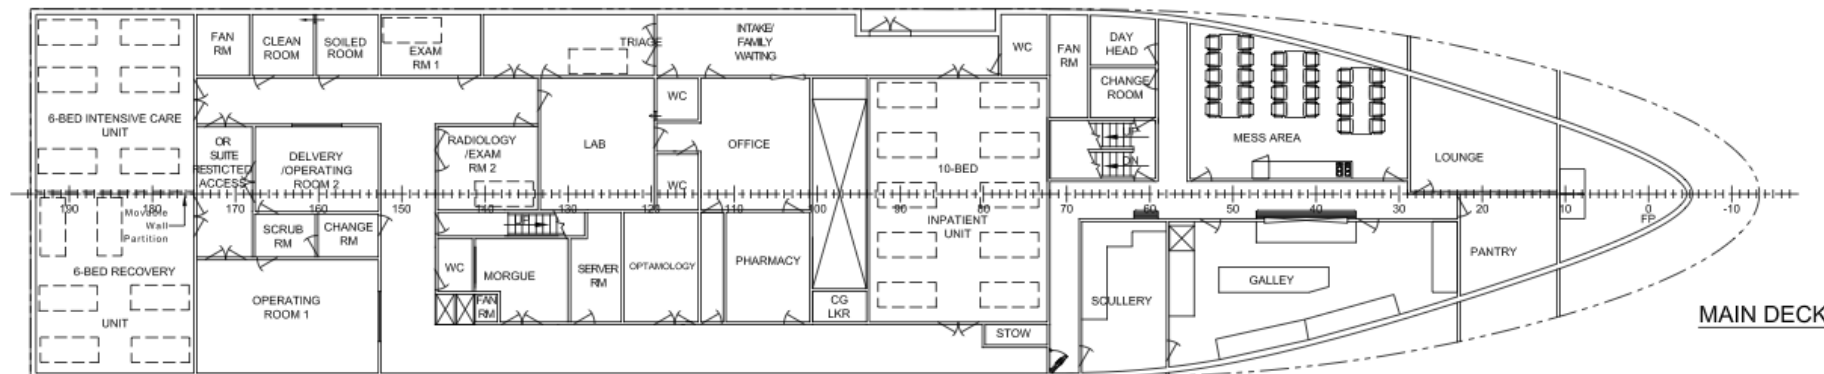 FAN
RM
CLEAN
ROOM
SOILED
ROOM
EXAM
RM 1
TRIAGE
INTAKE/
FAMILY
WAITING
WC
FAN
RM
DAY
HEAD
CHANGE
ROOM
6-BED INTENSIVE CARE
UNIT
OR
SUITE
RESTICTED
ACCESS
DELVERY
/OPERATING
ROOM 2
RADIOLOGY
/EXAM
RM 2
LAB
WC
OFFICE
WC
10-BED
INPATIENT
UNIT
UP
DN
MESS AREA
LOUNGE
190
180
170
160
150
140
130
120
110
100
90
80
70
60
50
40
30
20
10
0
-10
FP
Movable
Wall
Partition
SCRUB
RM
CHANGE
RM
UP
6-BED RECOVERY
UNIT
OPERATING
ROOM 1
WC
MORGUE
FAN
RM
SERVER
RM
OPTAMOLOGY
PHARMACY
CG
LKR
STOW
SCULLERY
GALLEY
PANTRY
MAIN DECK